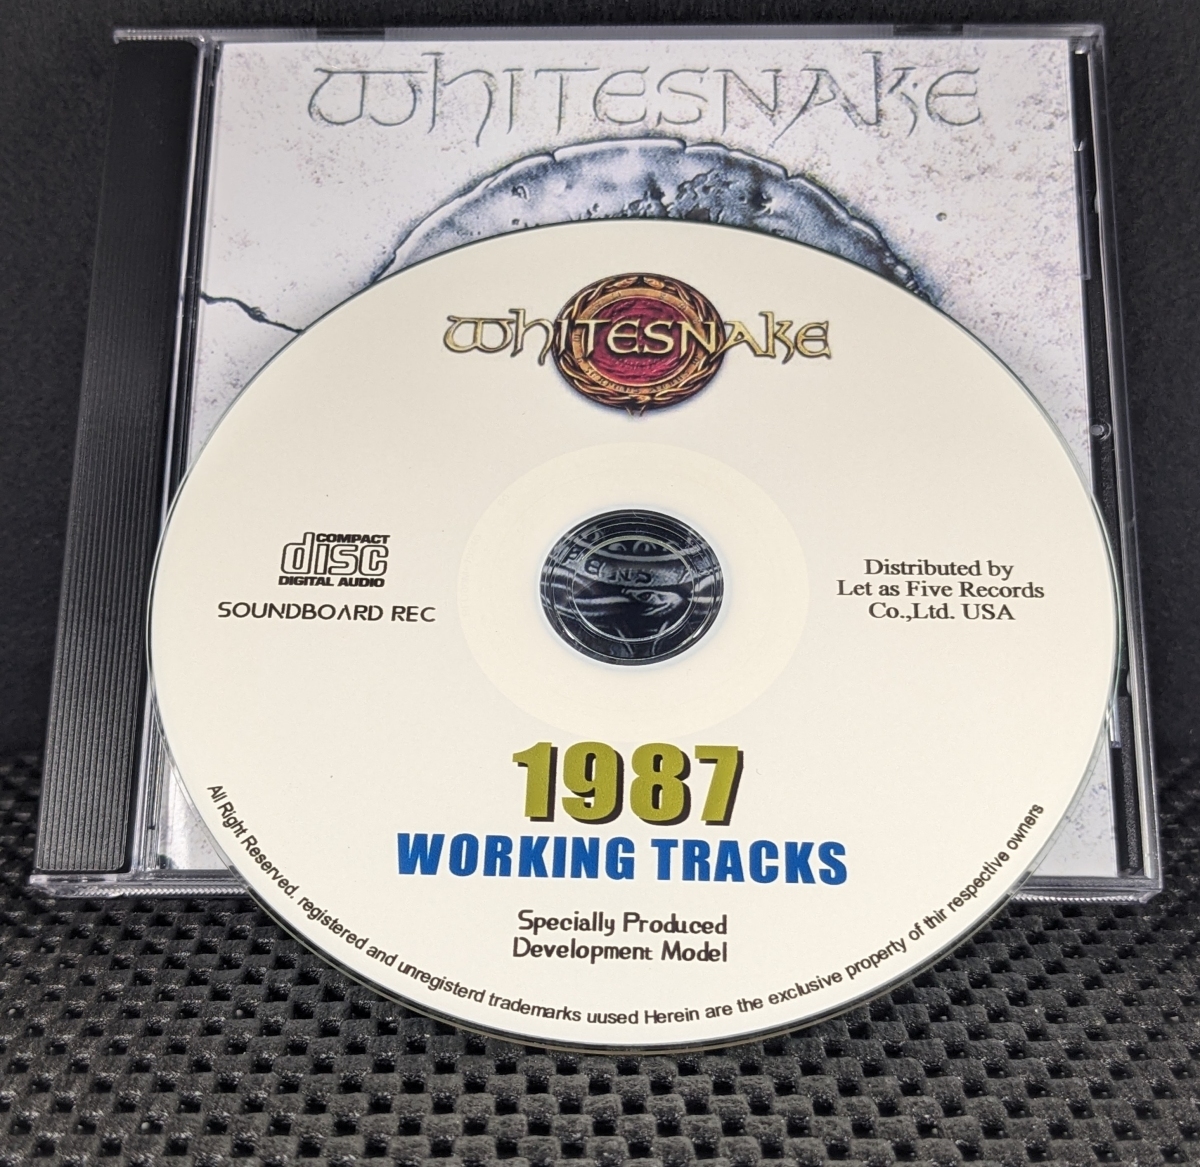 WHITESNAKE
WHITESNAKE
COMPACT
disc
DIGITAL AUDIO
SOUNDBOARD REC
Distributed by
Let as Five Records
Co.,Ltd. USA
1987
WORKING TRACKS
Specially Produced
Development Model
All Right Reserved. registered and unregisterd trademarks uused Herein are the exclusive property of thir respective owners